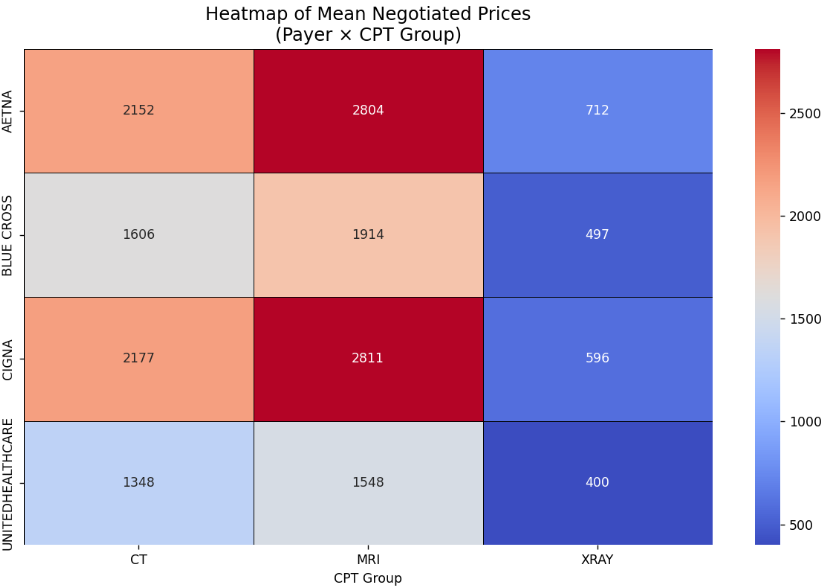 Heatmap of Mean Negotiated Prices
(Payer × CPT Group)
AETNA
2152
2804
712
BLUE CROSS
1606
1914
497
CIGNA
2177
2811
596
UNITEDHEALTHCARE
1348
1548
400
CT
MRI
XRAY
CPT Group
2500
2000
1500
1000
500